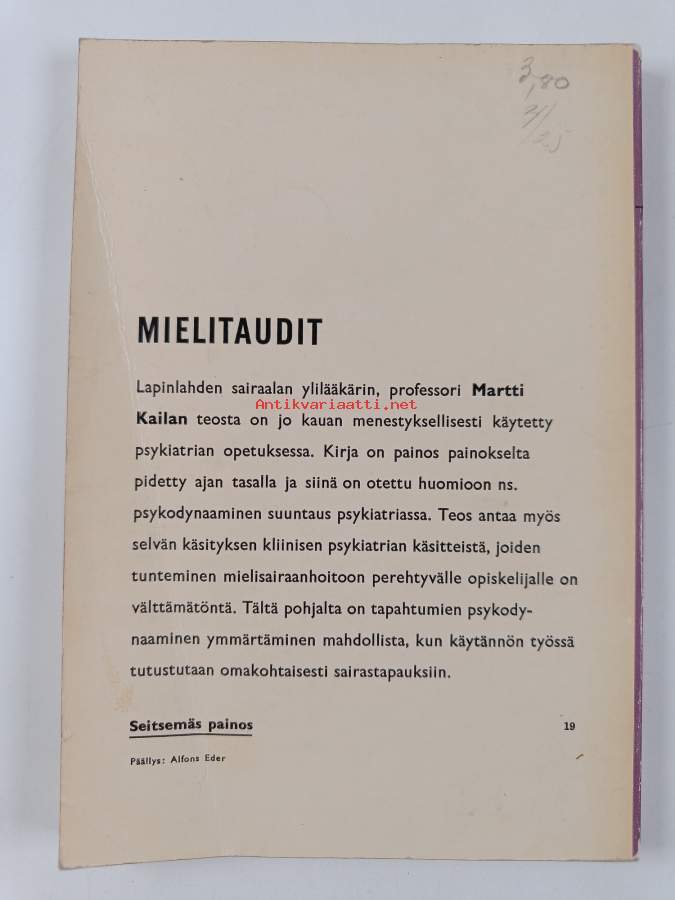 3,80
MIELITAUDIT
Lapinlahden sairaalan ylilääkärin, professori Martti
Antikvariaatti.net
Kailan teosta on jo kauan menestyksellisesti käytetty
psykiatrian opetuksessa. Kirja on painos painokselta
pidetty ajan tasalla ja siinä on otettu huomioon ns.
psykodynaaminen suuntaus psykiatriassa. Teos antaa myös
selvän käsityksen kliinisen psykiatrian käsitteistä, joiden
tunteminen mielisairaanhoitoon perehtyvälle opiskelijalle on
välttämätöntä. Tältä pohjalta on tapahtumien psykody-
naaminen ymmärtäminen mahdollista, kun käytännön työssä
tutustutaan omakohtaisesti sairastapauksiin.
Seitsemäs painos 19
Päällys: Alfons Eder